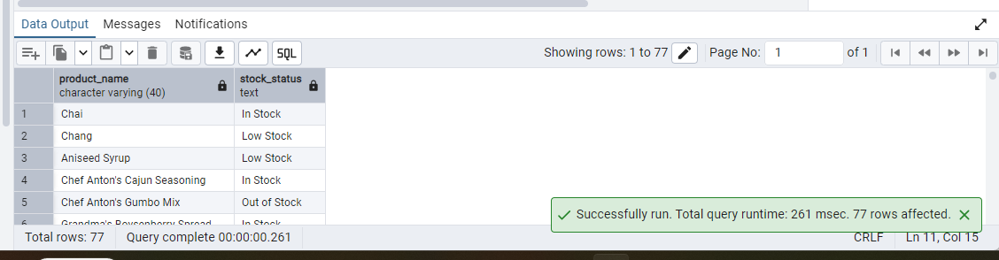 Data Output Messages Notifications
SQL Showing rows: 1 to 77 Page No: 1 of 1
product_name stock_status
character varying (40) text
1 Chai In Stock
2 Chang Low Stock
3 Aniseed Syrup Low Stock
4 Chef Anton's Cajun Seasoning In Stock
5 Chef Anton's Gumbo Mix Out of Stock
6 Grandma's Boysenberry Spread In Stock
Successfully run. Total query runtime: 261 msec. 77 rows affected.
Total rows: 77 Query complete 00:00:00.261 CRLF Ln 11, Col 15